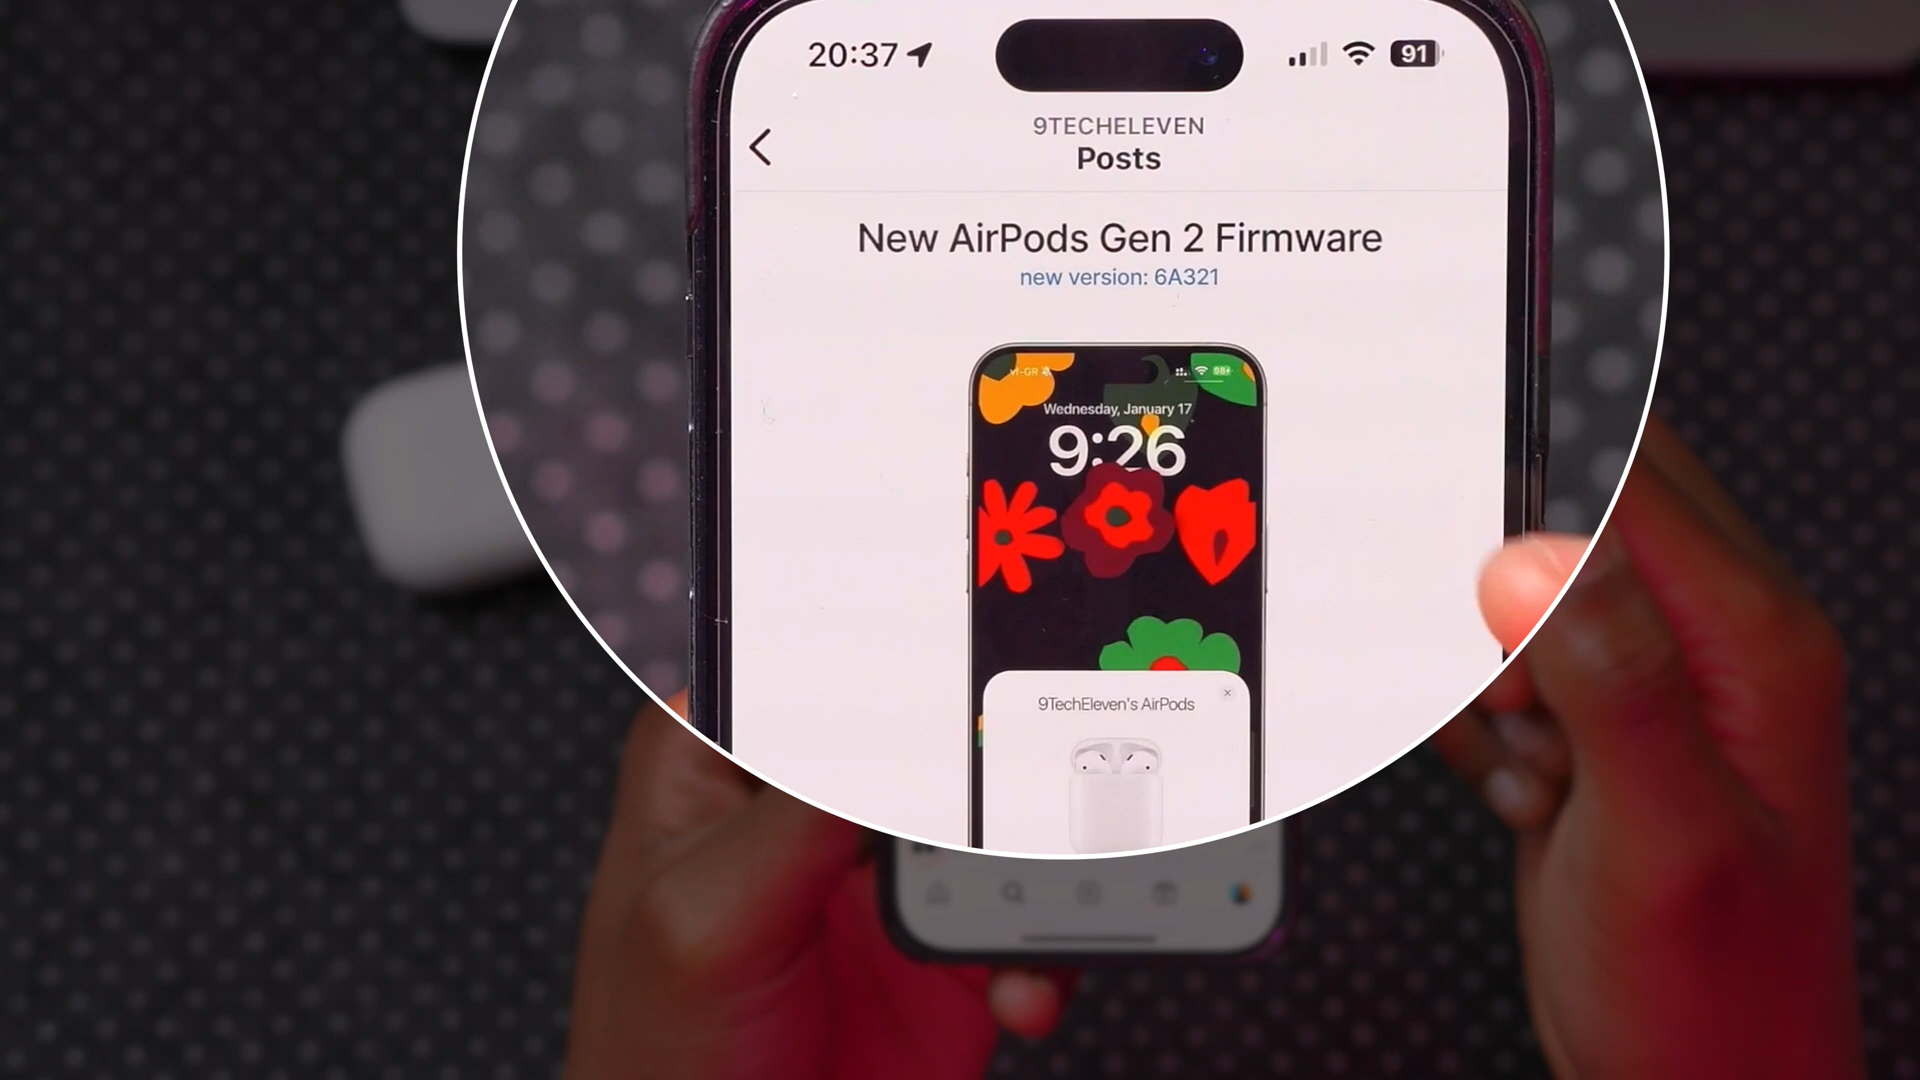 20:37
91
9TECHELEVEN
Posts
New AirPods Gen 2 Firmware
new version: 6A321
Wednesday, January 17
9:26
9TechEleven's AirPods